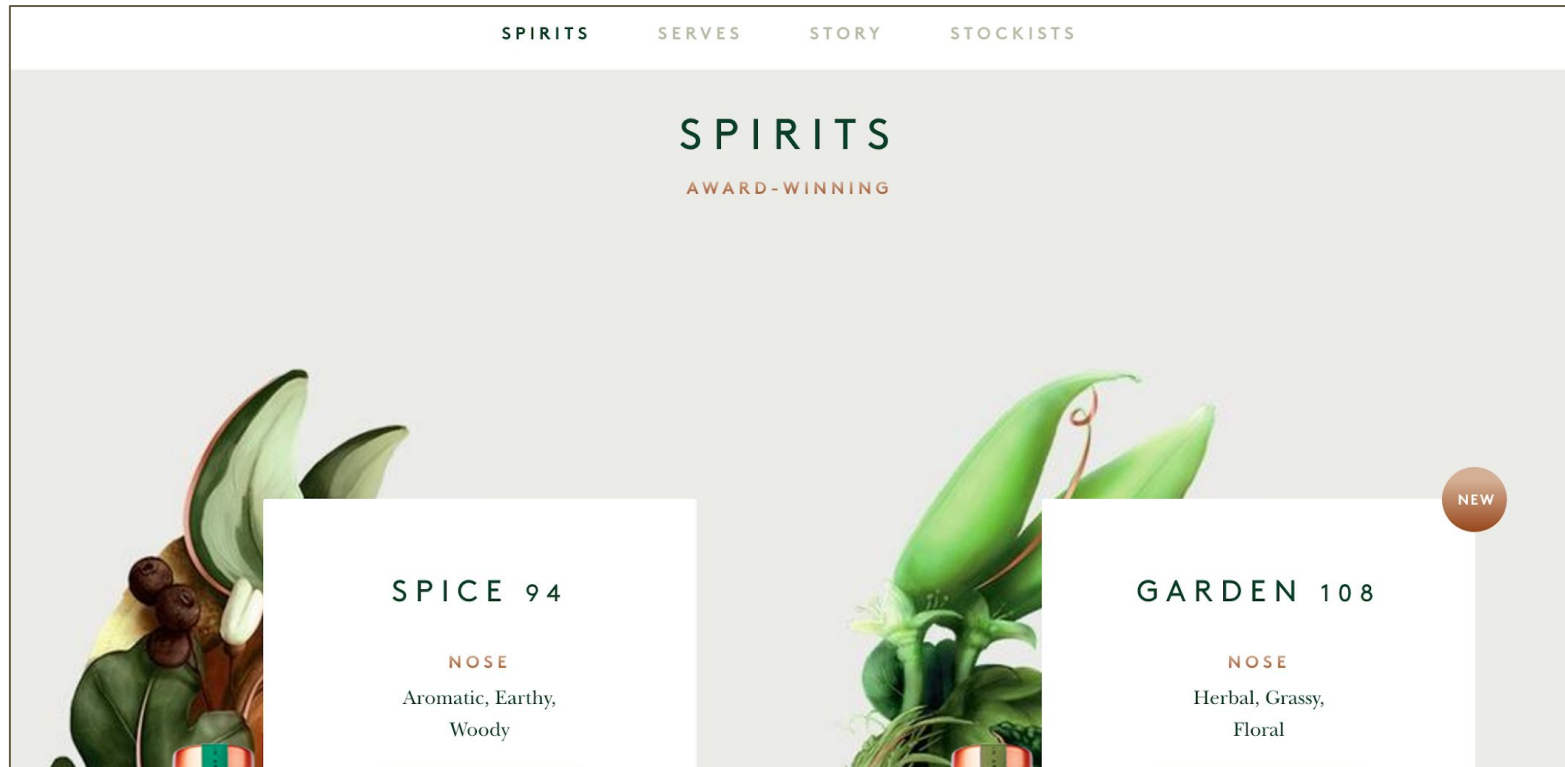 SPIRITS SERVES STORY STOCKISTS
SPIRITS
AWARD-WINNING
NEW
SPICE 94
NOSE
Aromatic, Earthy,
Woody
GARDEN 108
NOSE
Herbal, Grassy,
Floral